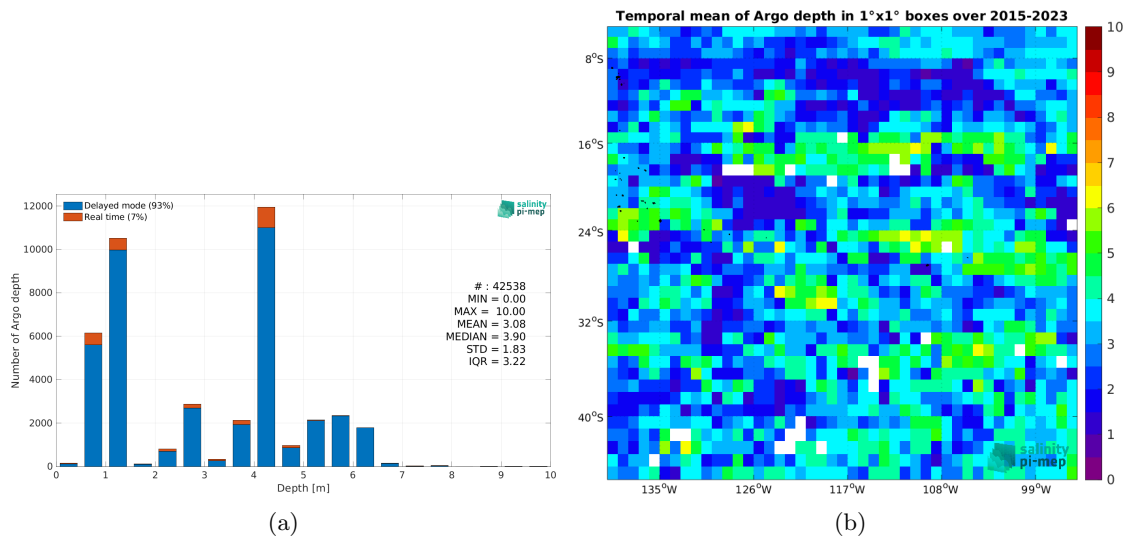 Delayed mode (93%)
Real time (7%)
salinity
pi-mep
# : 42538
MIN = 0.00
MAX = 10.00
MEAN = 3.08
MEDIAN = 3.90
STD = 1.83
IQR = 3.22
Number of Argo depth
12000
10000
8000
6000
4000
2000
0
0 1 2 3 4 5 6 7 8 9 10
Depth [m]
(a)
Temporal mean of Argo depth in 1°x1° boxes over 2015-2023
8°S
16°S
24°S
32°S
40°S
135°W 126°W 117°W 108°W 99°W
salinity
pi-mep
10
9
8
7
6
5
4
3
2
1
0
(b)